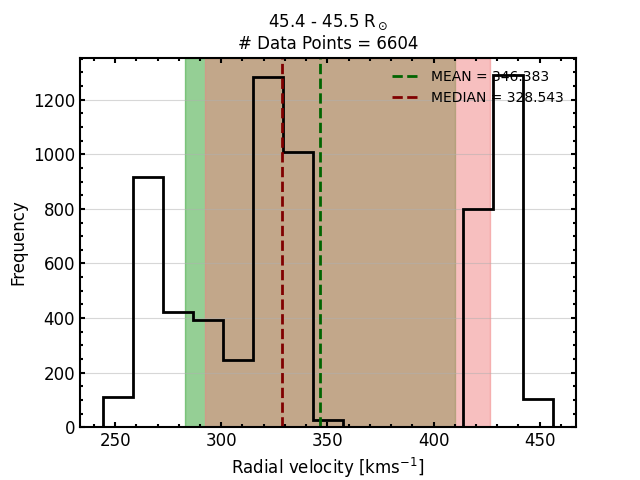 45.4 - 45.5 R⊙
# Data Points = 6604
MEAN = 346.383
MEDIAN = 328.543
Frequency
1200
1000
800
600
400
200
0
250 300 350 400 450
Radial velocity [kms⁻¹]